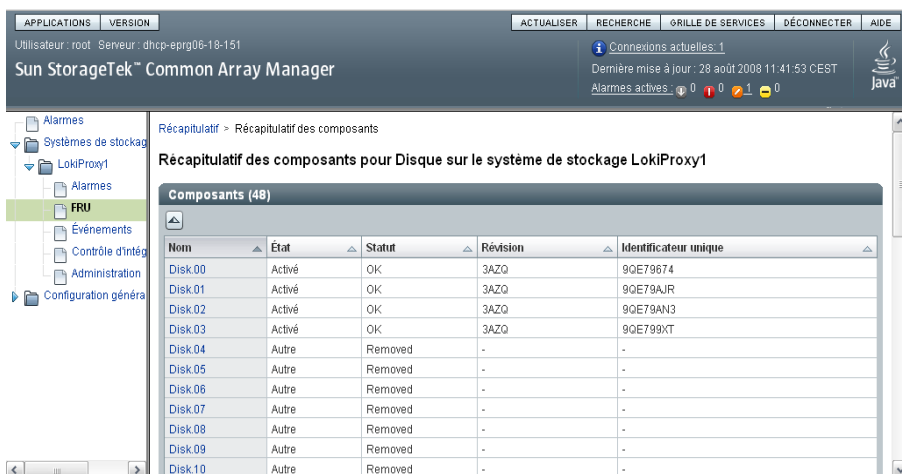 APPLICATIONS VERSION ACTUALISER RECHERCHE GRILLE DE SERVICES DÉCONNECTER AIDE
Utilisateur : root Serveur : dhcp-eprg06-18-151
Connexions actuelles: 1
Sun StorageTek™ Common Array Manager
Dernière mise à jour : 28 août 2008 11:41:53 CEST
Alarmes actives : 0 0 1 0
Java™
Alarmes
Systèmes de stockag
LokiProxy1
Alarmes
FRU
Événements
Contrôle d'intég
Administration
Configuration généra
Récapitulatif > Récapitulatif des composants
Récapitulatif des composants pour Disque sur le système de stockage LokiProxy1
Composants (48)
Nom État Statut Révision Identificateur unique
Disk.00 Activé OK 3AZQ 9QE79674
Disk.01 Activé OK 3AZQ 9QE79AJR
Disk.02 Activé OK 3AZQ 9QE79AN3
Disk.03 Activé OK 3AZQ 9QE799XT
Disk.04 Autre Removed - -
Disk.05 Autre Removed - -
Disk.06 Autre Removed - -
Disk.07 Autre Removed - -
Disk.08 Autre Removed - -
Disk.09 Autre Removed - -
Disk.10 Autre Removed - -